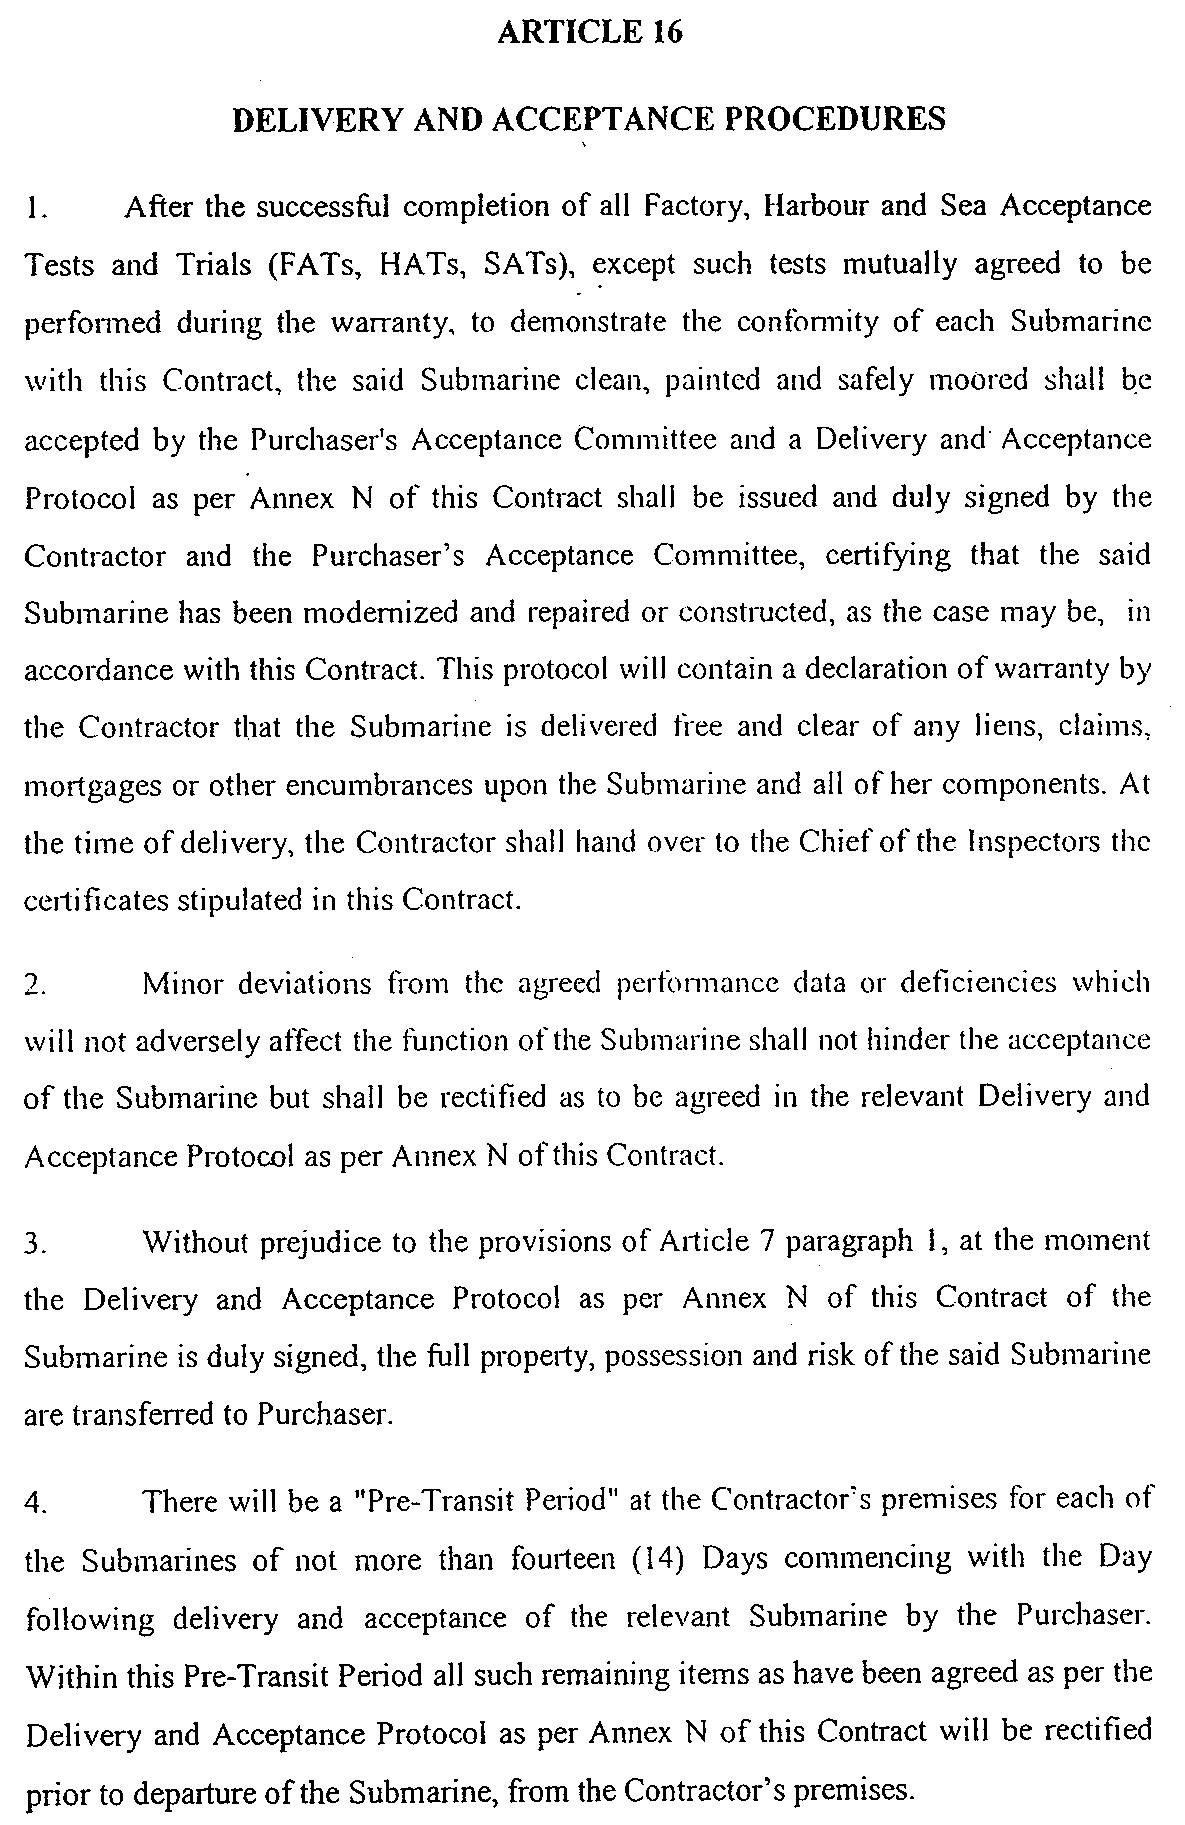 ARTICLE 16
DELIVERY AND ACCEPTANCE PROCEDURES
1. After the successful completion of all Factory, Harbour and Sea Acceptance
Tests and Trials (FATs, HATs, SATs), except such tests mutually agreed to be
performed during the warranty, to demonstrate the conformity of each Submarine
with this Contract, the said Submarine clean, painted and safely moored shall be
accepted by the Purchaser's Acceptance Committee and a Delivery and Acceptance
Protocol as per Annex N of this Contract shall be issued and duly signed by the
Contractor and the Purchaser's Acceptance Committee, certifying that the said
Submarine has been modernized and repaired or constructed, as the case may be, in
accordance with this Contract. This protocol will contain a declaration of warranty by
the Contractor that the Submarine is delivered free and clear of any liens, claims,
mortgages or other encumbrances upon the Submarine and all of her components. At
the time of delivery, the Contractor shall hand over to the Chief of the Inspectors the
certificates stipulated in this Contract.
2. Minor deviations from the agreed performance data or deficiencies which
will not adversely affect the function of the Submarine shall not hinder the acceptance
of the Submarine but shall be rectified as to be agreed in the relevant Delivery and
Acceptance Protocol as per Annex N of this Contract.
3. Without prejudice to the provisions of Article 7 paragraph 1, at the moment
the Delivery and Acceptance Protocol as per Annex N of this Contract of the
Submarine is duly signed, the full property, possession and risk of the said Submarine
are transferred to Purchaser.
4. There will be a "Pre-Transit Period" at the Contractor's premises for each of
the Submarines of not more than fourteen (14) Days commencing with the Day
following delivery and acceptance of the relevant Submarine by the Purchaser.
Within this Pre-Transit Period all such remaining items as have been agreed as per the
Delivery and Acceptance Protocol as per Annex N of this Contract will be rectified
prior to departure of the Submarine, from the Contractor's premises.